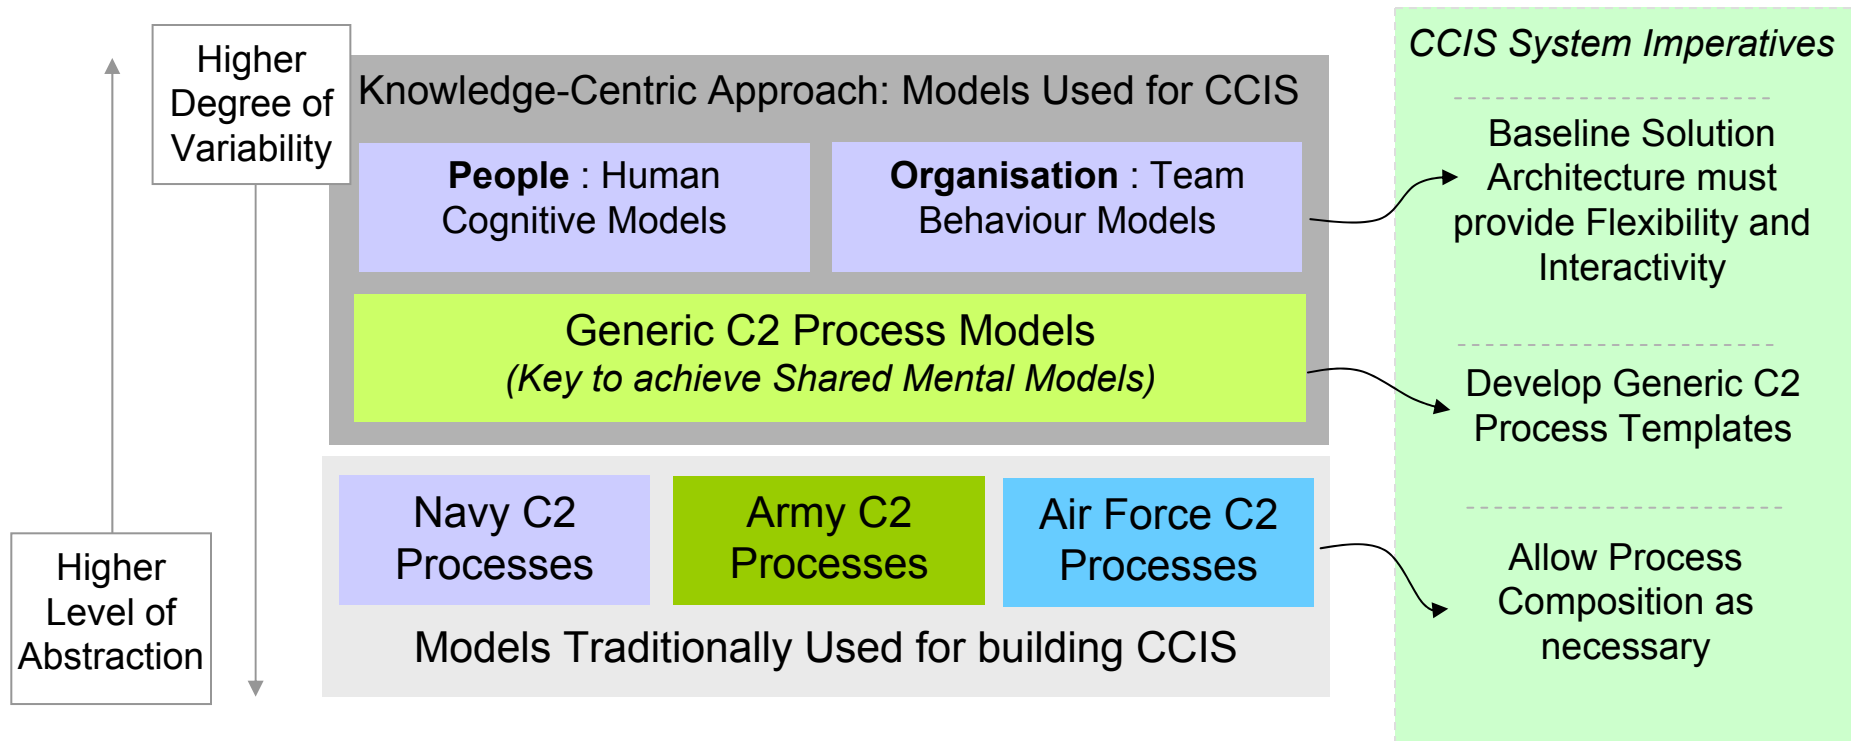 Higher
Degree of
Variability
Higher
Level of
Abstraction
Knowledge-Centric Approach: Models Used for CCIS
People : Human
Cognitive Models
Organisation : Team
Behaviour Models
Generic C2 Process Models
(Key to achieve Shared Mental Models)
Navy C2
Processes
Army C2
Processes
Air Force C2
Processes
Models Traditionally Used for building CCIS
CCIS System Imperatives
Baseline Solution
Architecture must
provide Flexibility and
Interactivity
Develop Generic C2
Process Templates
Allow Process
Composition as
necessary